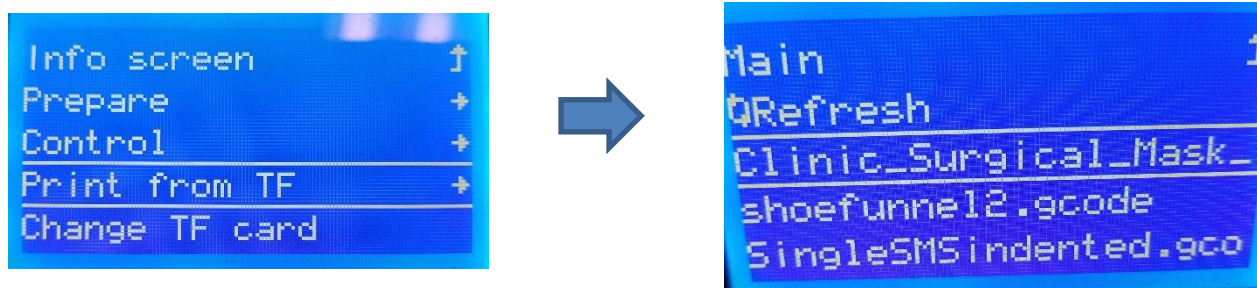 Info screen
Prepare
Control
Print from TF
Change TF card
Main
Refresh
Clinic_Surgical_Mask_
shoefunnel2.gcode
SingleSMSindented.gco